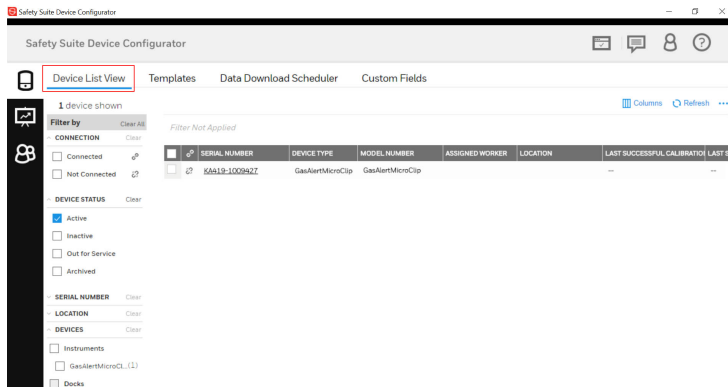 Safety Suite Device Configurator
Safety Suite Device Configurator
Device List View Templates Data Download Scheduler Custom Fields
1 device shown
Columns Refresh
Filter by Clear All
Filter Not Applied
CONNECTION Clear
Connected
Not Connected
SERIAL NUMBER DEVICE TYPE MODEL NUMBER ASSIGNED WORKER LOCATION LAST SUCCESSFUL CALIBRATIO LAST S
KA419-1009427 GasAlertMicroClip GasAlertMicroClip -- --
DEVICE STATUS Clear
Active
Inactive
Out for Service
Archived
SERIAL NUMBER Clear
LOCATION Clear
DEVICES Clear
Instruments
GasAlertMicroCl... (1)
Docks